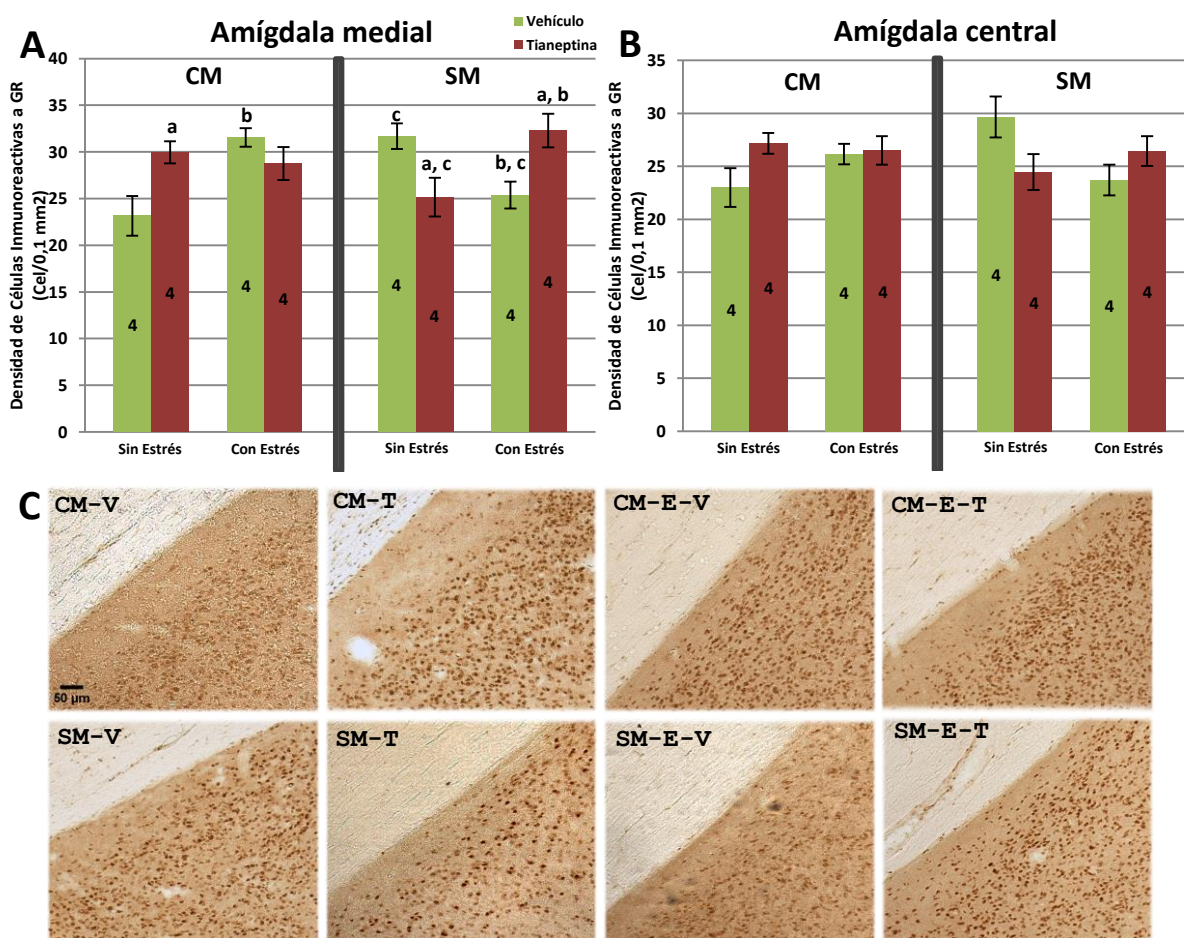 A
Amígdala medial
Vehículo
Tianeptina
Densidad de Células Inmunoreactivas a GR
(Cel/0,1 mm2)
40
35
30
25
20
15
10
5
0
CM
SM
a
b
c
a, c
b, c
a, b
4
4
4
4
4
4
4
4
Sin Estrés
Con Estrés
Sin Estrés
Con Estrés
B
Amígdala central
Densidad de Células Inmunoreactivas a GR
(Cel/0,1 mm2)
35
30
25
20
15
10
5
0
CM
SM
4
4
4
4
4
4
4
4
Sin Estrés
Con Estrés
Sin Estrés
Con Estrés
C
CM-V
CM-T
CM-E-V
CM-E-T
50 µm
SM-V
SM-T
SM-E-V
SM-E-T